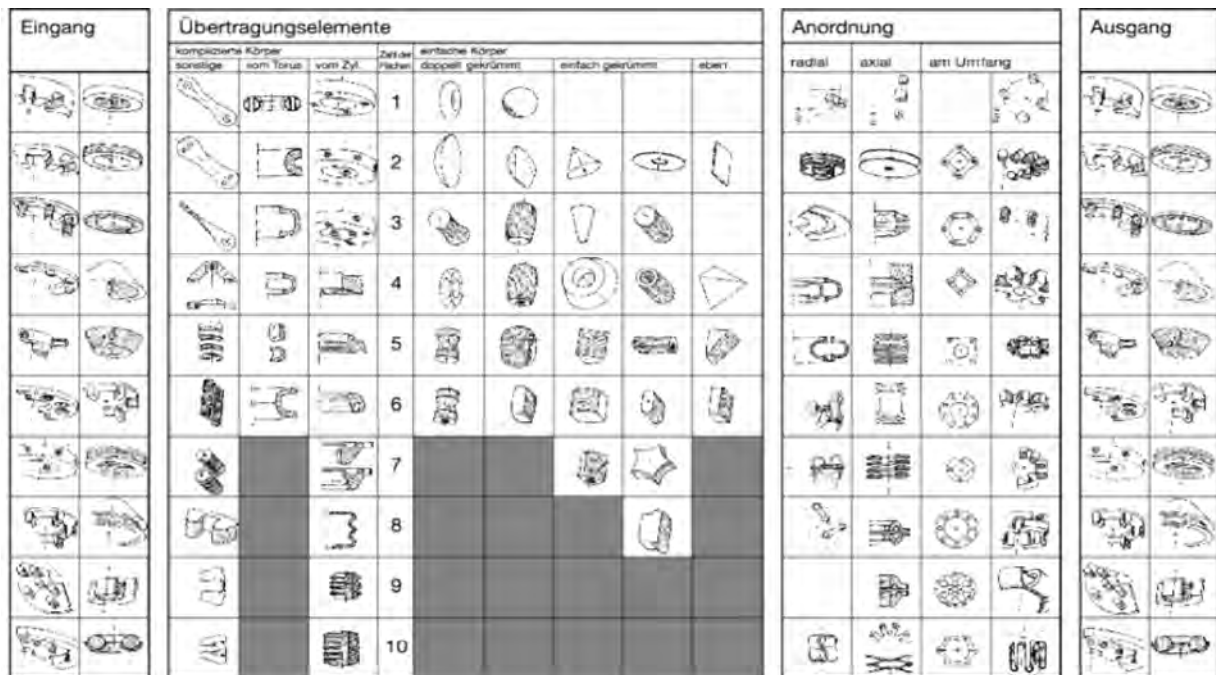 Eingang
Übertragungselemente
Anordnung
Ausgang
komplizierte Körper
Zahl der
einfache Körper
sonstige
vom Torus
vom Zyl.
Flächen
doppelt gekrümmt
einfach gekrümmt
eben
radial
axial
am Umfang
1
2
3
4
5
6
7
8
9
10